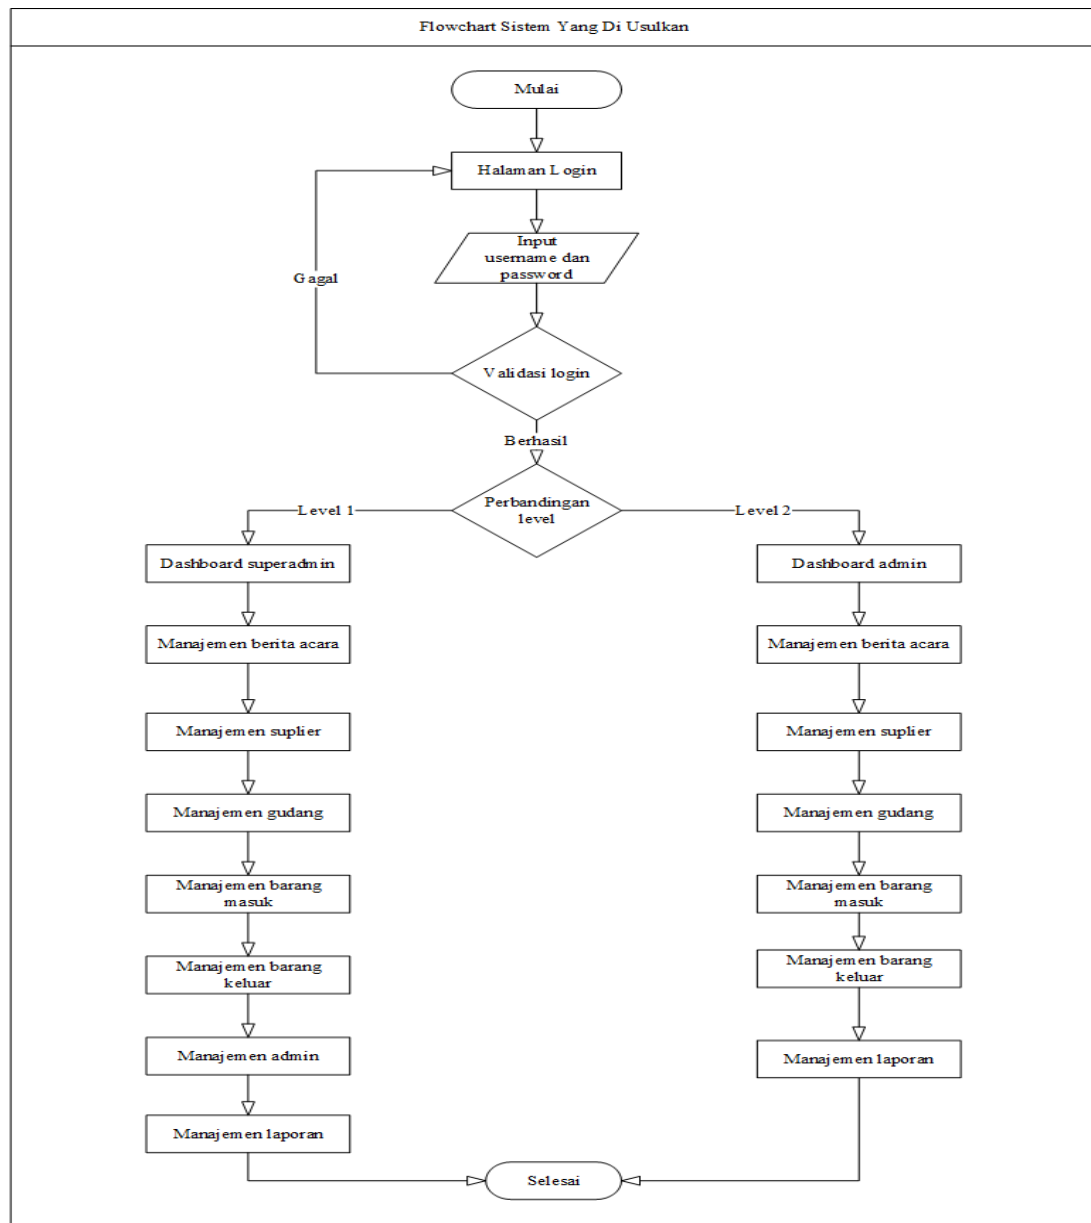 Flowchart Sistem Yang Di Usulkan
Mulai
Halaman Login
Input
username dan
password
Gagal
Validasi login
Berhasil
Perbandingan
level
Level 1
Level 2
Dashboard superadmin
Manajemen berita acara
Manajemen suplier
Manajemen gudang
Manajemen barang
masuk
Manajemen barang
keluar
Manajemen admin
Manajemen laporan
Dashboard admin
Manajemen berita acara
Manajemen suplier
Manajemen gudang
Manajemen barang
masuk
Manajemen barang
keluar
Manajemen laporan
Selesai